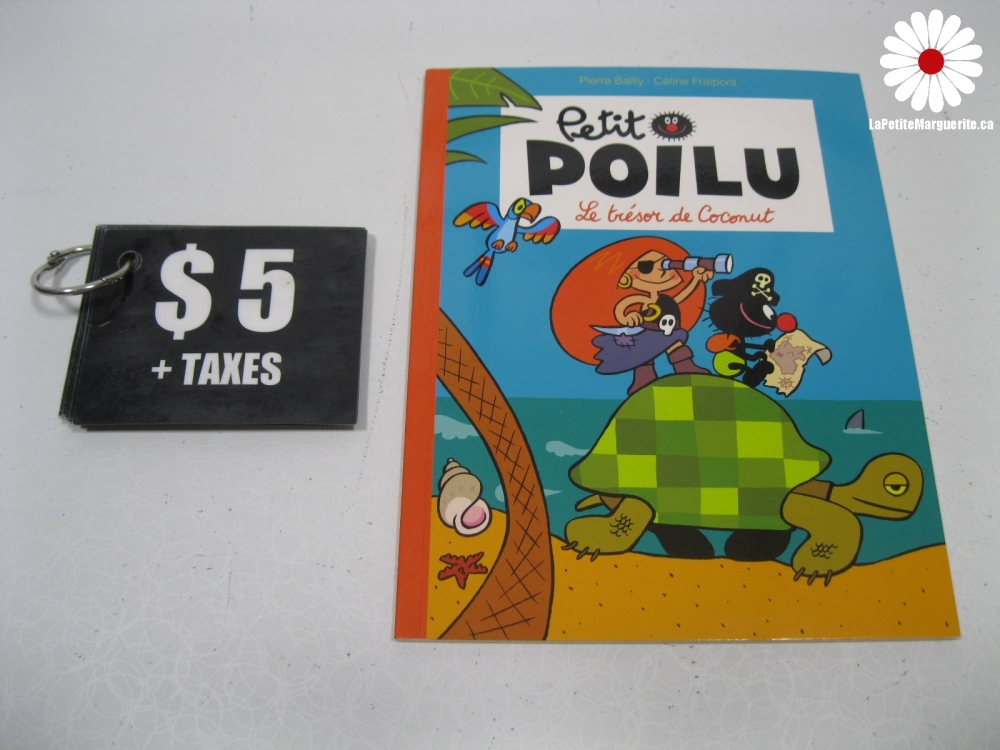 LaPetiteMarguerite.ca
$ 5
+ TAXES
Pierre Bailly · Céline Fraipont
Petit
POILU
Le trésor de Coconut